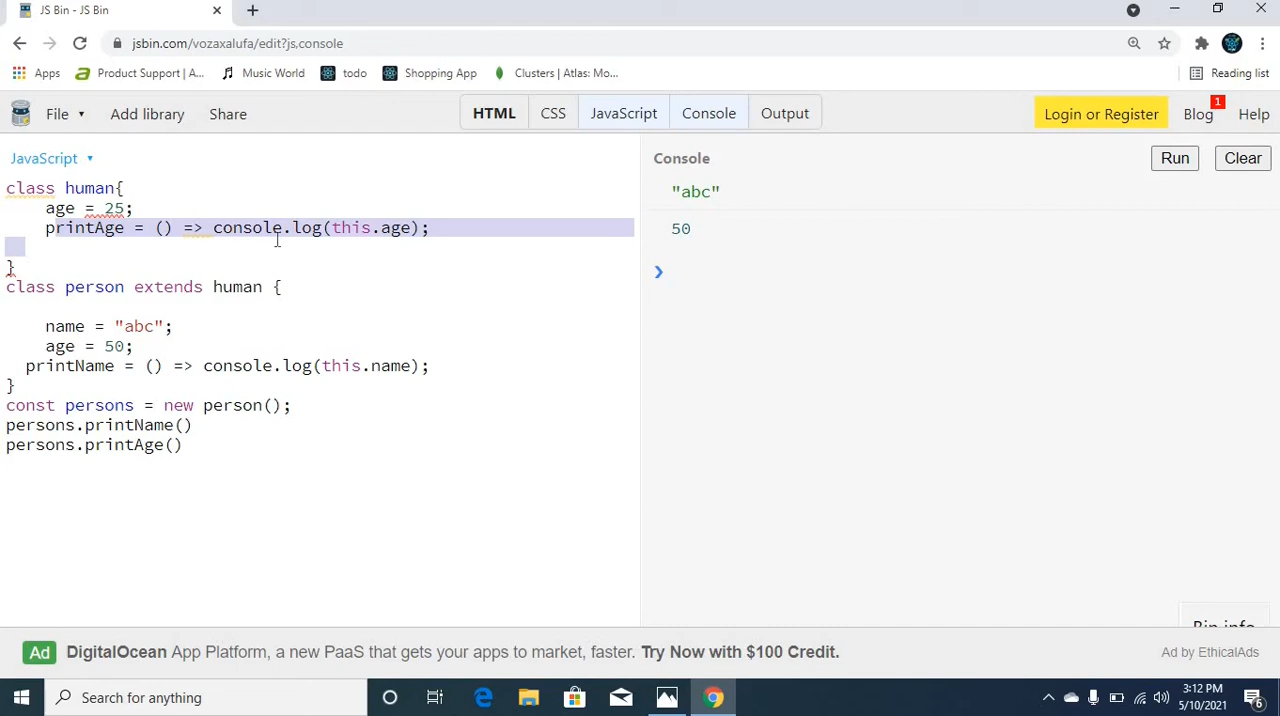 JS Bin - JS Bin
jsbin.com/vozaxalufa/edit?js,console
Apps Product Support | A... Music World todo Shopping App Clusters | Atlas: Mo... Reading list
File Add library Share HTML CSS JavaScript Console Output Login or Register Blog 1 Help
JavaScript
class human{
age = 25;
printAge = () => console.log(this.age);
}
class person extends human {
name = "abc";
age = 50;
printName = () => console.log(this.name);
}
const persons = new person();
persons.printName()
persons.printAge()
Console Run Clear
"abc"
50
Bin info
Ad DigitalOcean App Platform, a new PaaS that gets your apps to market, faster. Try Now with $100 Credit. Ad by EthicalAds
Search for anything
3:12 PM
5/10/2021
6